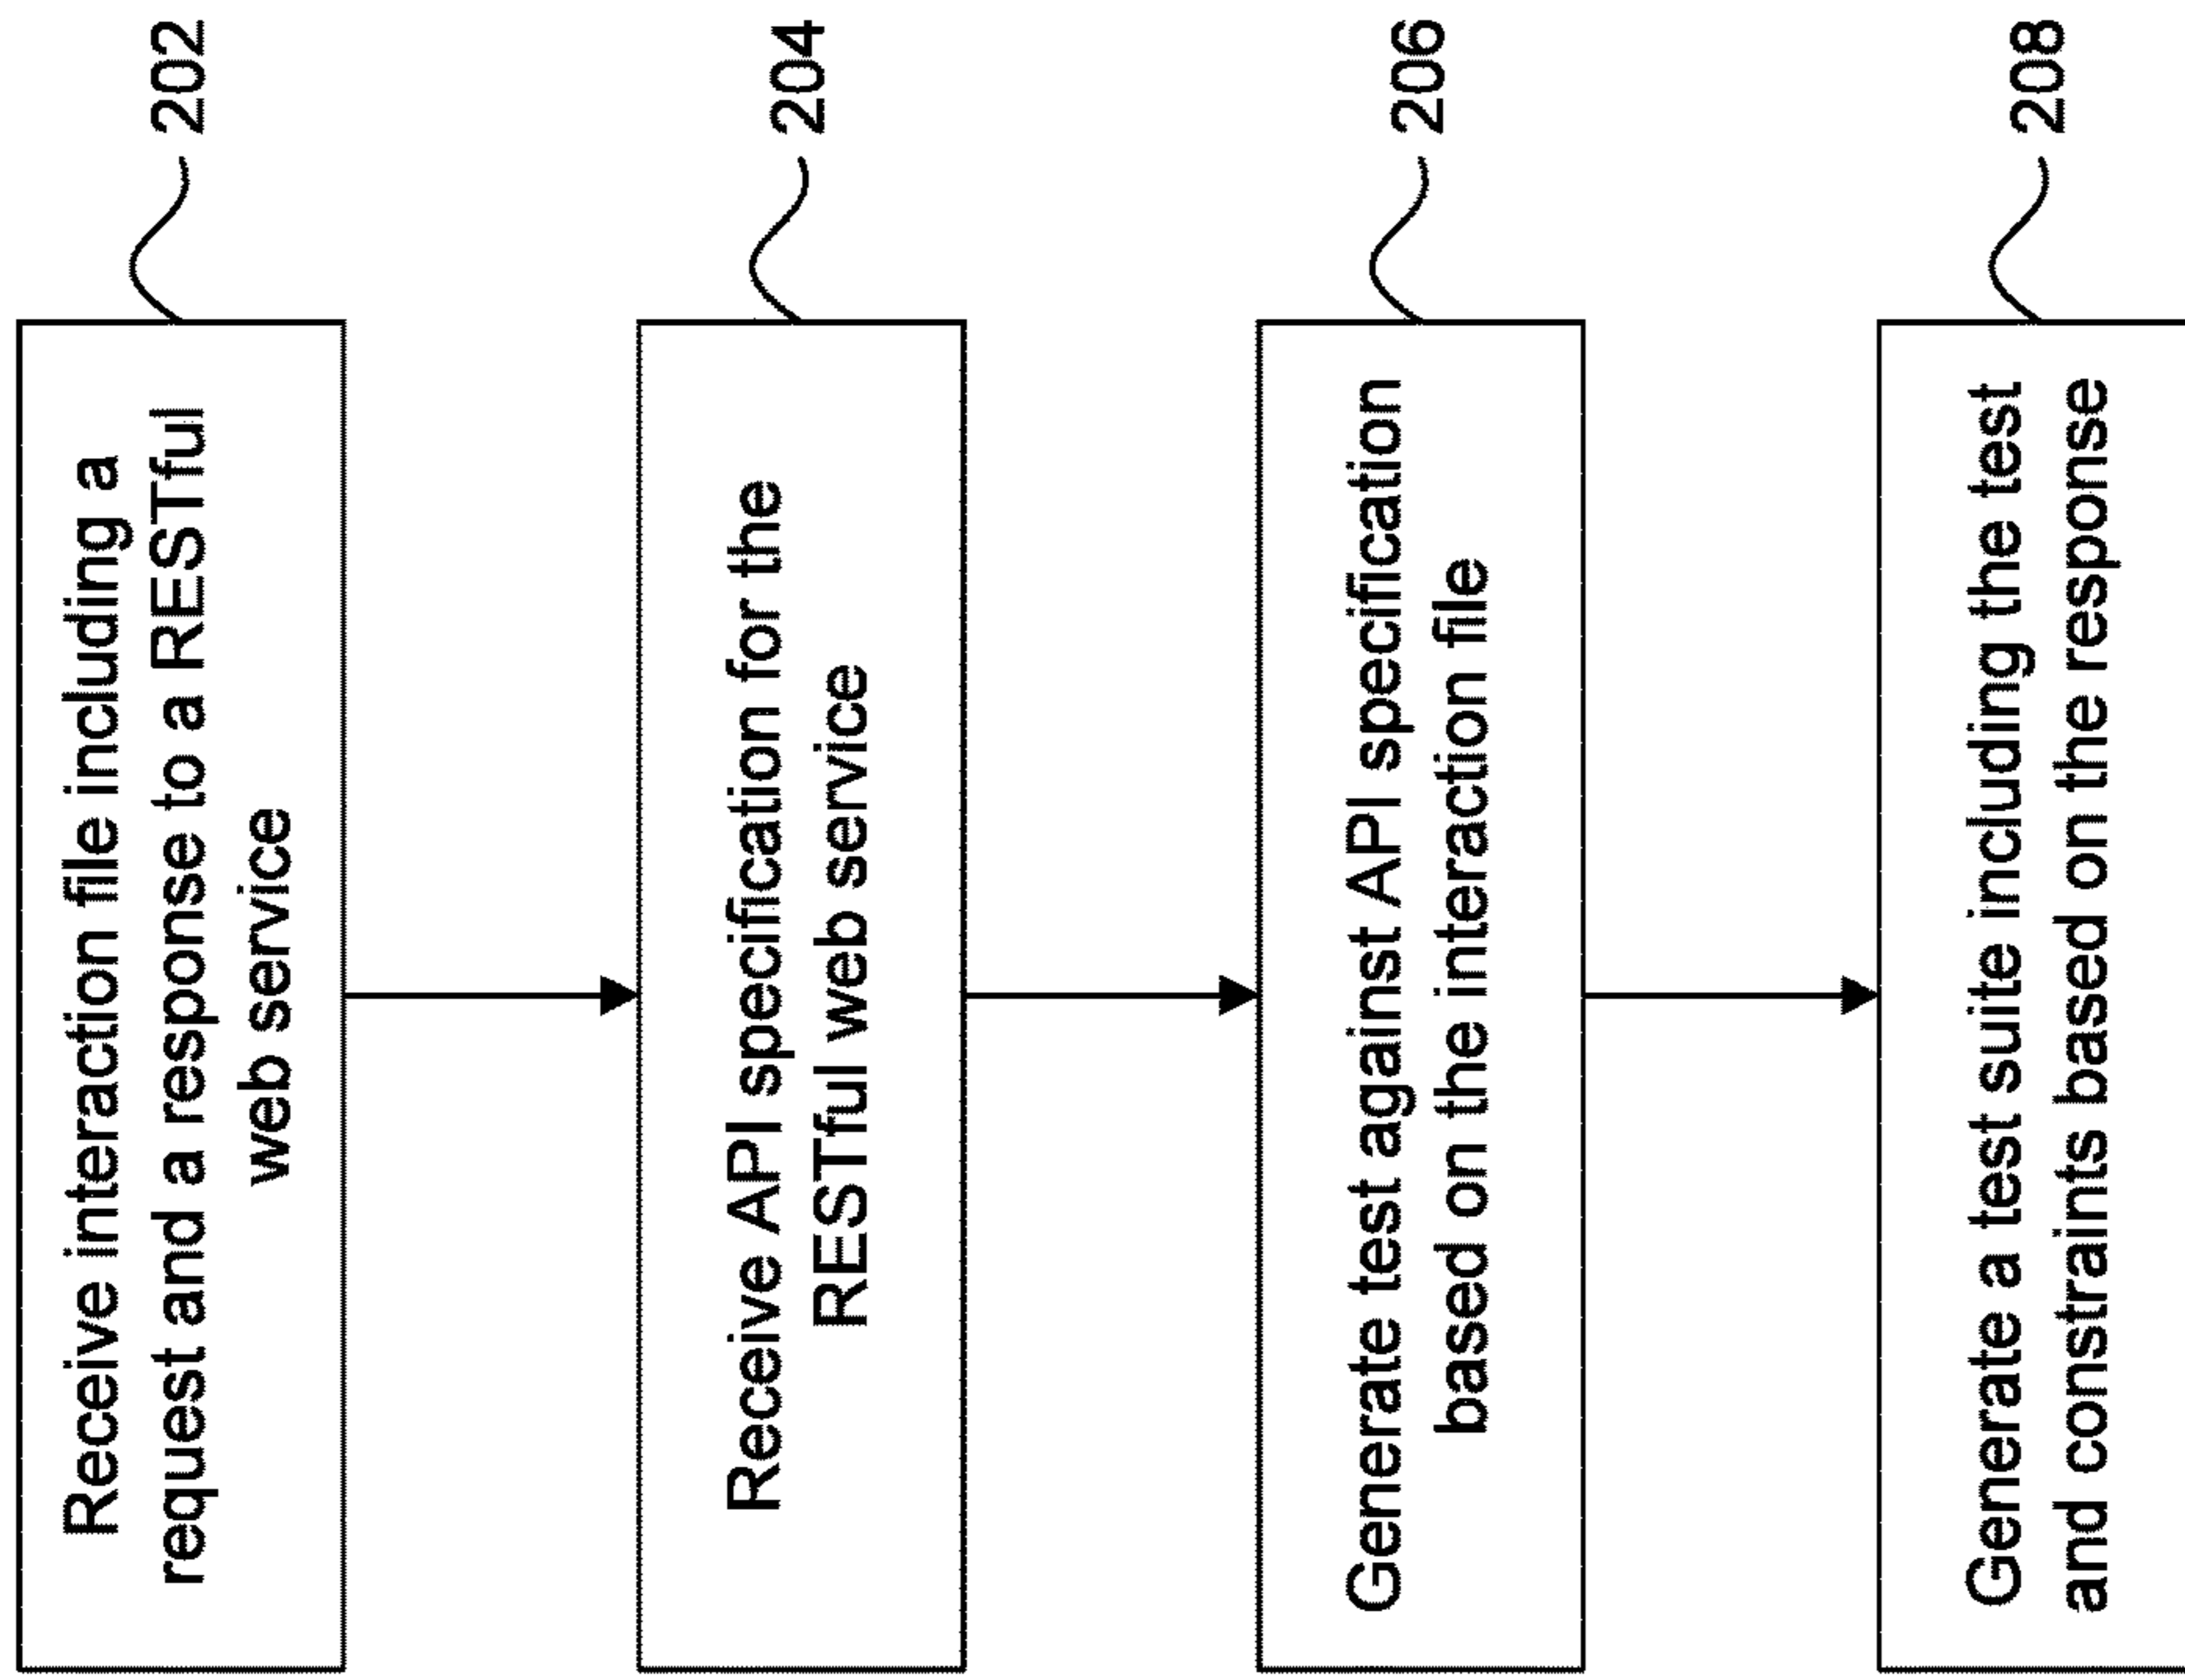 Receive interaction file including a
request and a response to a RESTful
web service
202
Receive API specification for the
RESTful web service
204
Generate test against API specification
based on the interaction file
206
Generate a test suite including the test
and constraints based on the response
208